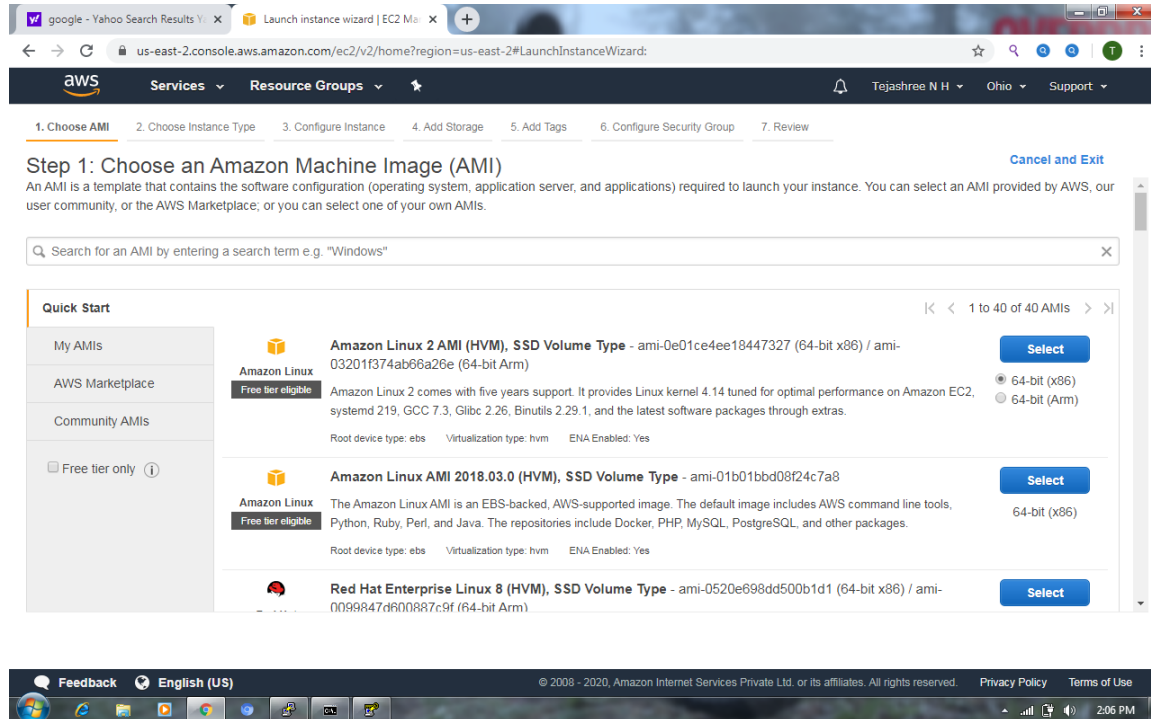 google - Yahoo Search Results Y
Launch instance wizard | EC2 Ma
us-east-2.console.aws.amazon.com/ec2/v2/home?region=us-east-2#LaunchInstanceWizard:
T
aws
Services
Resource Groups
Tejashree N H
Ohio
Support
1. Choose AMI
2. Choose Instance Type
3. Configure Instance
4. Add Storage
5. Add Tags
6. Configure Security Group
7. Review
Step 1: Choose an Amazon Machine Image (AMI)
Cancel and Exit
An AMI is a template that contains the software configuration (operating system, application server, and applications) required to launch your instance. You can select an AMI provided by AWS, our
user community, or the AWS Marketplace; or you can select one of your own AMIs.
Search for an AMI by entering a search term e.g. "Windows"
Quick Start
1 to 40 of 40 AMIs
My AMIs
AWS Marketplace
Community AMIs
Free tier only
Amazon Linux
Free tier eligible
Amazon Linux 2 AMI (HVM), SSD Volume Type - ami-0e01ce4ee18447327 (64-bit x86) / ami-
03201f374ab66a26e (64-bit Arm)
Amazon Linux 2 comes with five years support. It provides Linux kernel 4.14 tuned for optimal performance on Amazon EC2,
systemd 219, GCC 7.3, Glibc 2.26, Binutils 2.29.1, and the latest software packages through extras.
Root device type: ebs Virtualization type: hvm ENA Enabled: Yes
Select
64-bit (x86)
64-bit (Arm)
Amazon Linux
Free tier eligible
Amazon Linux AMI 2018.03.0 (HVM), SSD Volume Type - ami-01b01bbd08f24c7a8
The Amazon Linux AMI is an EBS-backed, AWS-supported image. The default image includes AWS command line tools,
Python, Ruby, Perl, and Java. The repositories include Docker, PHP, MySQL, PostgreSQL, and other packages.
Root device type: ebs Virtualization type: hvm ENA Enabled: Yes
Select
64-bit (x86)
Red Hat Enterprise Linux 8 (HVM), SSD Volume Type - ami-0520e698dd500b1d1 (64-bit x86) / ami-
0099847d600887c9f (64-bit Arm)
Select
Feedback
English (US)
© 2008 - 2020, Amazon Internet Services Private Ltd. or its affiliates. All rights reserved.
Privacy Policy
Terms of Use
2:06 PM